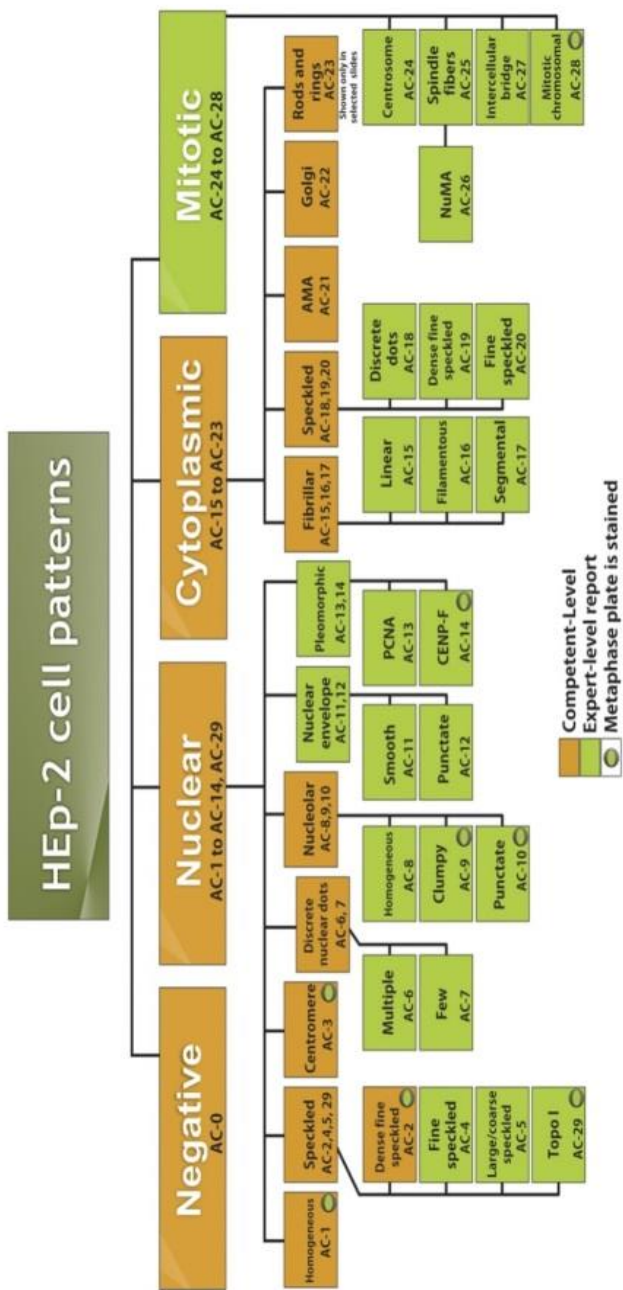 HEp-2 cell patterns
Negative
AC-0
Nuclear
AC-1 to AC-14, AC-29
Cytoplasmic
AC-15 to AC-23
Mitotic
AC-24 to AC-28
Homogeneous
AC-1
Speckled
AC-2,4,5, 29
Centromere
AC-3
Discrete
nuclear dots
AC-6, 7
Nucleolar
AC-8,9,10
Nuclear
envelope
AC-11,12
Pleomorphic
AC-13,14
Fibrillar
AC-15,16,17
Speckled
AC-18,19,20
AMA
AC-21
Golgi
AC-22
Rods and
rings
AC-23
Shown only in
selected slides
Dense fine
speckled
AC-2
Fine
speckled
AC-4
Large/coarse
speckled
AC-5
Topo I
AC-29
Multiple
AC-6
Few
AC-7
Homogeneous
AC-8
Clumpy
AC-9
Punctate
AC-10
Smooth
AC-11
Punctate
AC-12
PCNA
AC-13
CENP-F
AC-14
Linear
AC-15
Filamentous
AC-16
Segmental
AC-17
Discrete
dots
AC-18
Dense fine
speckled
AC-19
Fine
speckled
AC-20
NuMA
AC-26
Centrosome
AC-24
Spindle
fibers
AC-25
Intercellular
bridge
AC-27
Mitotic
chromosomal
AC-28
Competent-Level
Expert-level report
Metaphase plate is stained